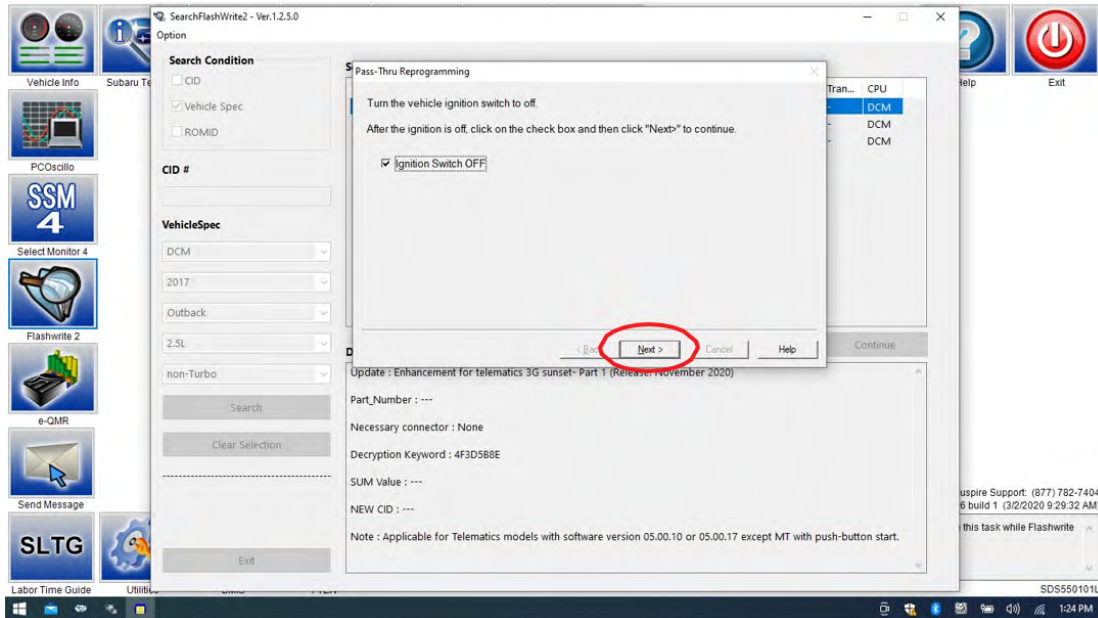 SearchFlashWrite2 - Ver.1.2.5.0
Option
Search Condition
CID
Vehicle Spec
ROMID
CID #
VehicleSpec
DCM
2017
Outback
2.5L
non-Turbo
Search
Clear Selection
Exit
Pass-Thru Reprogramming
Turn the vehicle ignition switch to off.
After the ignition is off, click on the check box and then click "Next>" to continue.
Ignition Switch OFF
Next >
Cancel
Help
Tran... CPU
DCM
DCM
DCM
Continue
Update : Enhancement for telematics 3G sunset- Part 1 (Release: November 2020)
Part_Number : ---
Necessary connector : None
Decryption Keyword : 4F3D5B8E
SUM Value : ---
NEW CID : ---
Note : Applicable for Telematics models with software version 05.00.10 or 05.00.17 except MT with push-button start.
Vehicle Info
Subaru Te
PCOscillo
SSM
4
Select Monitor 4
Flashwrite 2
e-QMR
Send Message
SLTG
Labor Time Guide
Utilitie
Help
Exit
uspire Support: (877) 782-7404
6 build 1 (3/2/2020 9:29:32 AM
this task while Flashwrite
SDS550101L
1:24 PM